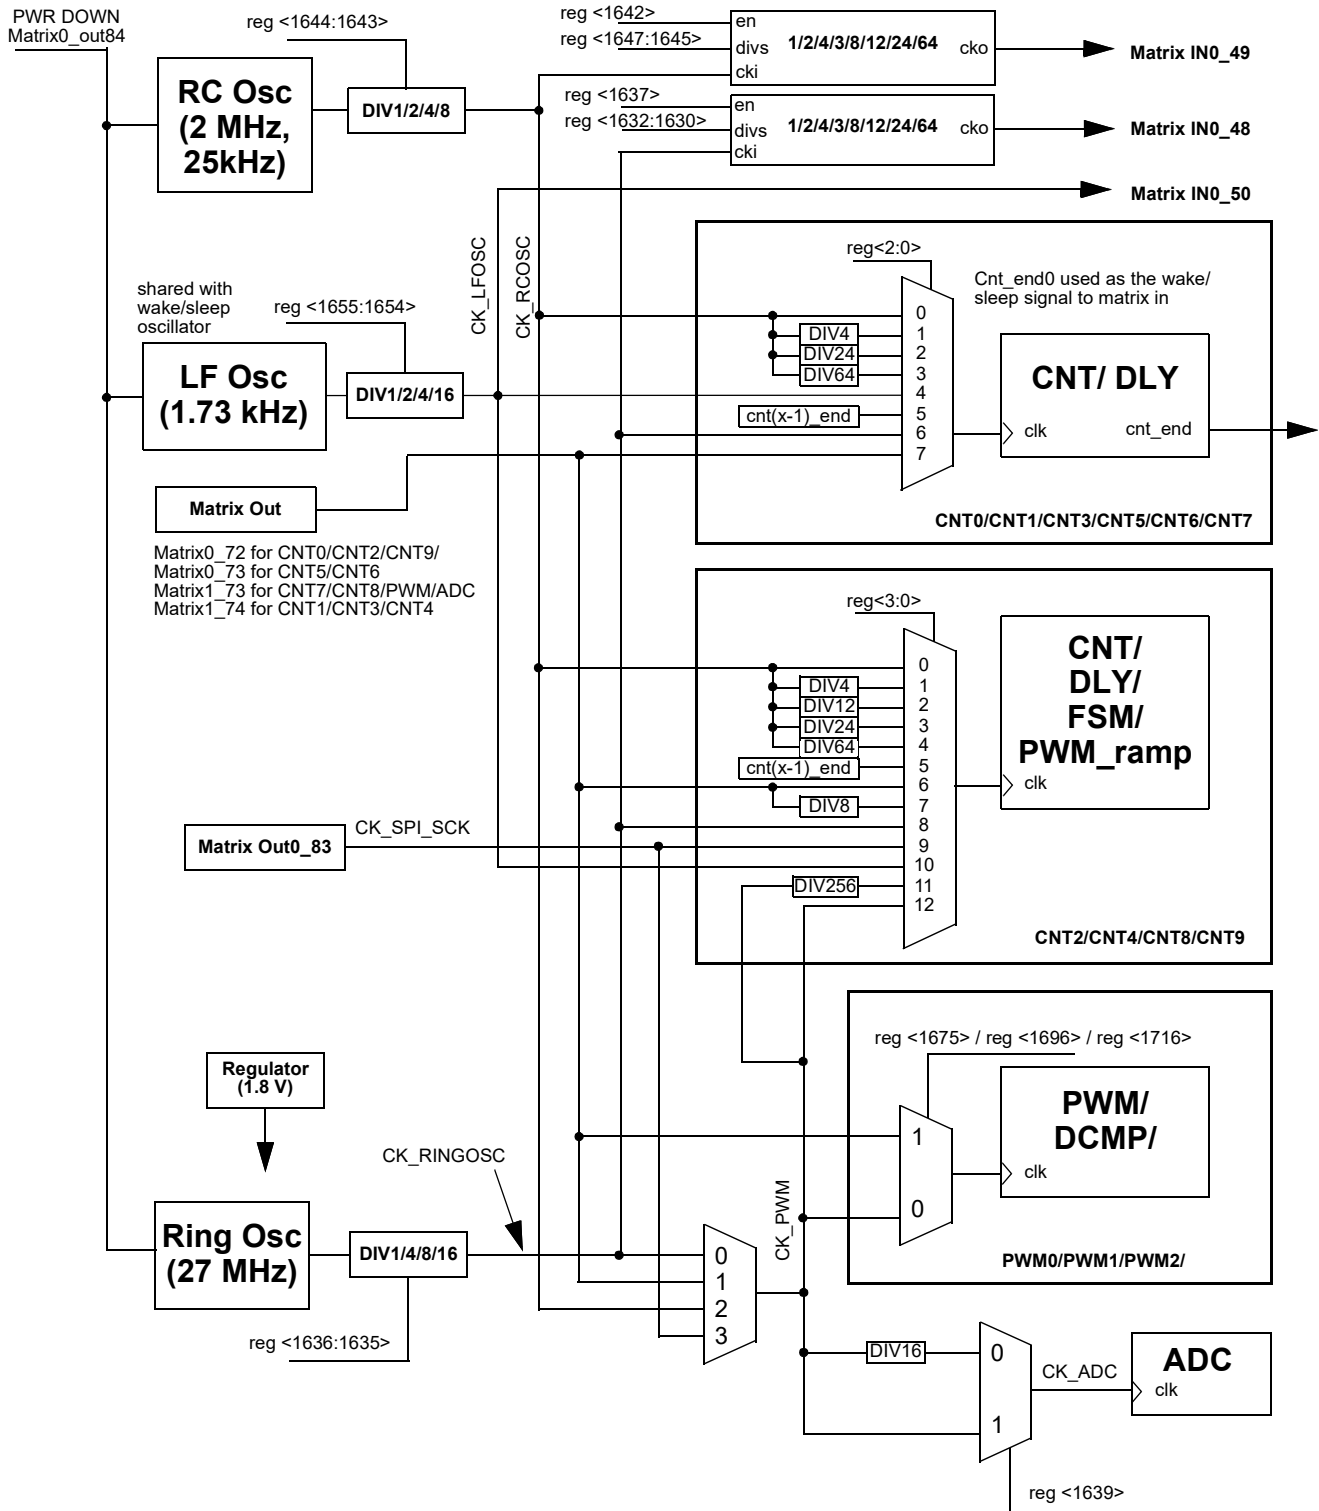 PWR DOWN
Matrix0_out84
reg <1644:1643>
RC Osc
(2 MHz,
25kHz)
DIV1/2/4/8
reg <1642>
reg <1647:1645>
en
divs
cki
1/2/4/3/8/12/24/64
cko
Matrix IN0_49
reg <1637>
reg <1632:1630>
en
divs
cki
1/2/4/3/8/12/24/64
cko
Matrix IN0_48
Matrix IN0_50
CK_LFOSC
CK_RCOSC
shared with
wake/sleep
oscillator
reg <1655:1654>
LF Osc
(1.73 kHz)
DIV1/2/4/16
reg<2:0>
Cnt_end0 used as the wake/
sleep signal to matrix in
0
DIV4 1
DIV24 2
DIV64 3
4
cnt(x-1)_end 5
6
7
CNT/ DLY
clk
cnt_end
CNT0/CNT1/CNT3/CNT5/CNT6/CNT7
Matrix Out
Matrix0_72 for CNT0/CNT2/CNT9/
Matrix0_73 for CNT5/CNT6
Matrix1_73 for CNT7/CNT8/PWM/ADC
Matrix1_74 for CNT1/CNT3/CNT4
reg<3:0>
0
DIV4 1
DIV12 2
DIV24 3
DIV64 4
cnt(x-1)_end 5
6
DIV8 7
8
9
10
DIV256 11
12
CNT/
DLY/
FSM/
PWM_ramp
clk
CNT2/CNT4/CNT8/CNT9
Matrix Out0_83
CK_SPI_SCK
reg <1675> / reg <1696> / reg <1716>
1
0
PWM/
DCMP/
clk
PWM0/PWM1/PWM2/
Regulator
(1.8 V)
CK_RINGOSC
Ring Osc
(27 MHz)
DIV1/4/8/16
reg <1636:1635>
0
1
2
3
CK_PWM
DIV16
0
1
CK_ADC
ADC
clk
reg <1639>